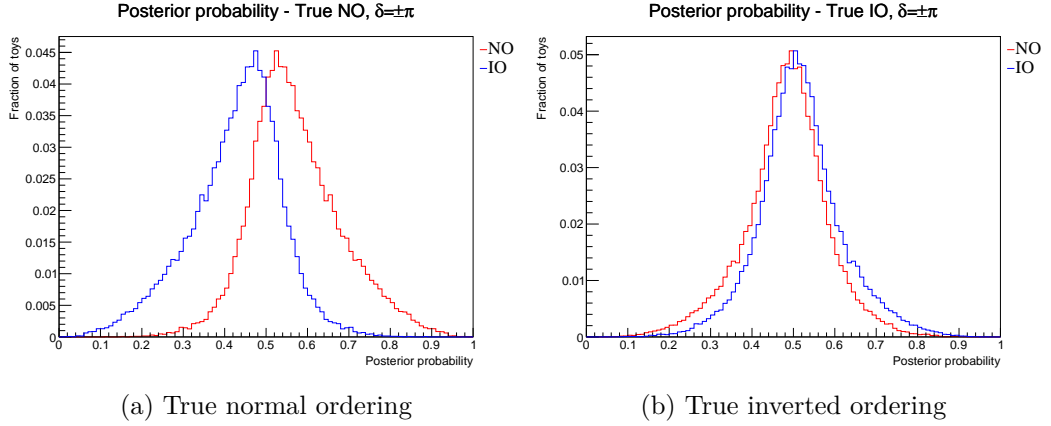 Posterior probability - True NO, δ=±π
Fraction of toys
0.045
0.04
0.035
0.03
0.025
0.02
0.015
0.01
0.005
0
0 0.1 0.2 0.3 0.4 0.5 0.6 0.7 0.8 0.9 1
Posterior probability
NO
IO
(a) True normal ordering
Posterior probability - True IO, δ=±π
Fraction of toys
0.05
0.04
0.03
0.02
0.01
0
0 0.1 0.2 0.3 0.4 0.5 0.6 0.7 0.8 0.9 1
Posterior probability
NO
IO
(b) True inverted ordering